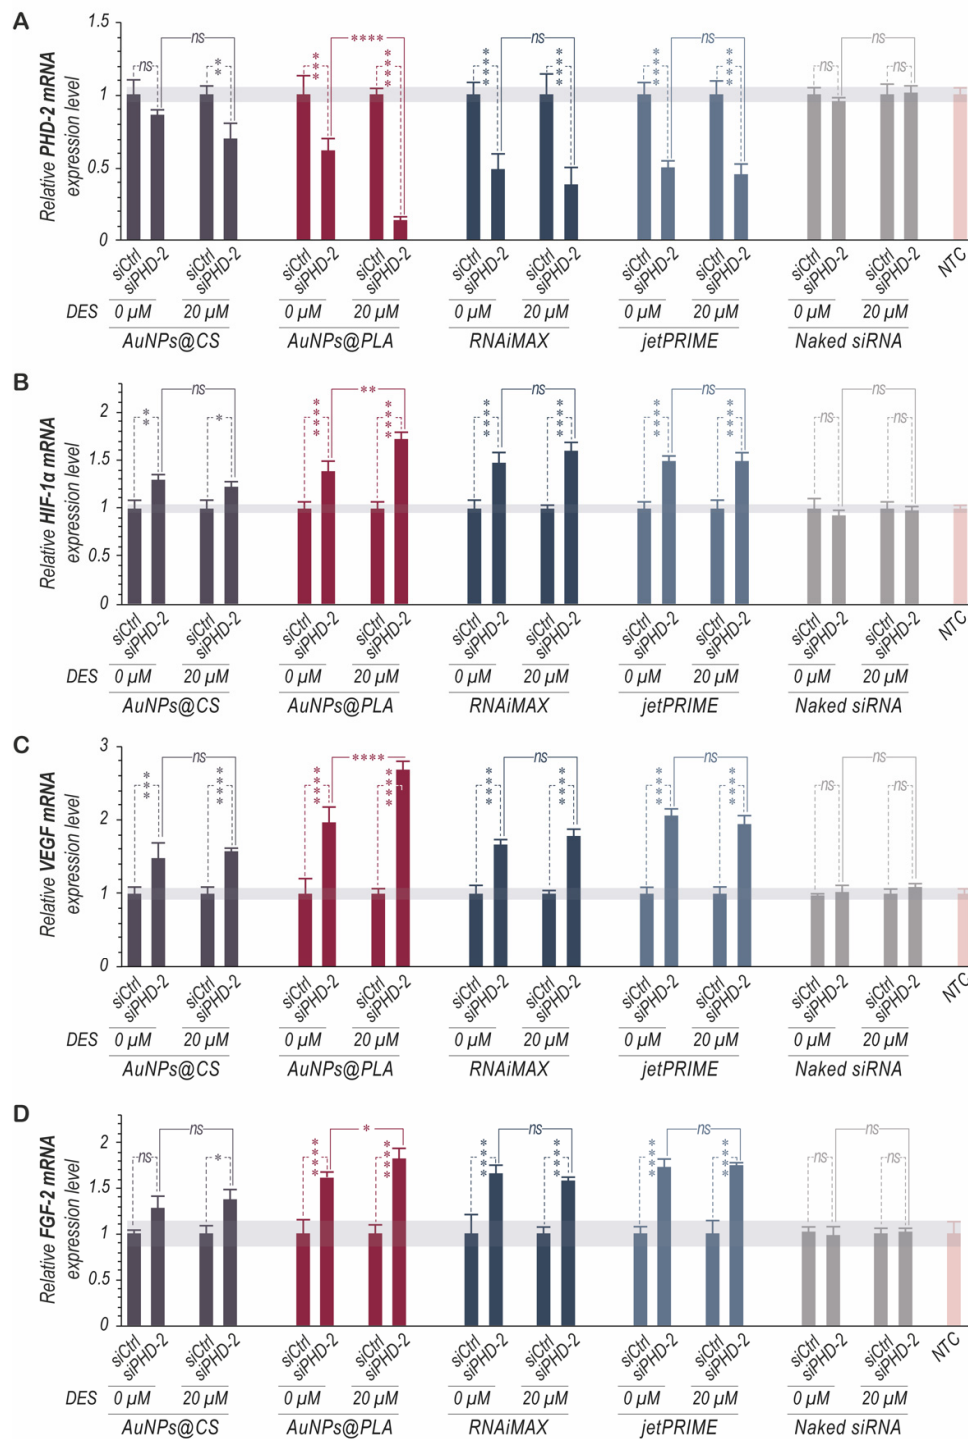 A
Relative PHD-2 mRNA
expression level
1.5
1
0.5
0
ns
ns
**
****
***
****
ns
****
****
ns
****
****
ns
ns
ns
siCtrl siPHD-2 siCtrl siPHD-2 siCtrl siPHD-2 siCtrl siPHD-2 siCtrl siPHD-2 siCtrl siPHD-2 siCtrl siPHD-2 siCtrl siPHD-2 siCtrl siPHD-2 siCtrl siPHD-2 NTC
DES 0 µM 20 µM 0 µM 20 µM 0 µM 20 µM 0 µM 20 µM 0 µM 20 µM
AuNPs@CS AuNPs@PLA RNAiMAX jetPRIME Naked siRNA
B
Relative HIF-1α mRNA
expression level
2
1.5
1
0.5
0
ns
**
*
**
****
****
ns
****
****
ns
****
****
ns
ns
ns
siCtrl siPHD-2 siCtrl siPHD-2 siCtrl siPHD-2 siCtrl siPHD-2 siCtrl siPHD-2 siCtrl siPHD-2 siCtrl siPHD-2 siCtrl siPHD-2 siCtrl siPHD-2 siCtrl siPHD-2 NTC
DES 0 µM 20 µM 0 µM 20 µM 0 µM 20 µM 0 µM 20 µM 0 µM 20 µM
AuNPs@CS AuNPs@PLA RNAiMAX jetPRIME Naked siRNA
C
Relative VEGF mRNA
expression level
3
2
1
0
ns
***
****
****
****
****
ns
****
****
ns
****
****
ns
ns
ns
siCtrl siPHD-2 siCtrl siPHD-2 siCtrl siPHD-2 siCtrl siPHD-2 siCtrl siPHD-2 siCtrl siPHD-2 siCtrl siPHD-2 siCtrl siPHD-2 siCtrl siPHD-2 siCtrl siPHD-2 NTC
DES 0 µM 20 µM 0 µM 20 µM 0 µM 20 µM 0 µM 20 µM 0 µM 20 µM
AuNPs@CS AuNPs@PLA RNAiMAX jetPRIME Naked siRNA
D
Relative FGF-2 mRNA
expression level
2
1.5
1
0.5
0
ns
ns
*
*
****
****
ns
****
****
ns
****
****
ns
ns
ns
siCtrl siPHD-2 siCtrl siPHD-2 siCtrl siPHD-2 siCtrl siPHD-2 siCtrl siPHD-2 siCtrl siPHD-2 siCtrl siPHD-2 siCtrl siPHD-2 siCtrl siPHD-2 siCtrl siPHD-2 NTC
DES 0 µM 20 µM 0 µM 20 µM 0 µM 20 µM 0 µM 20 µM 0 µM 20 µM
AuNPs@CS AuNPs@PLA RNAiMAX jetPRIME Naked siRNA